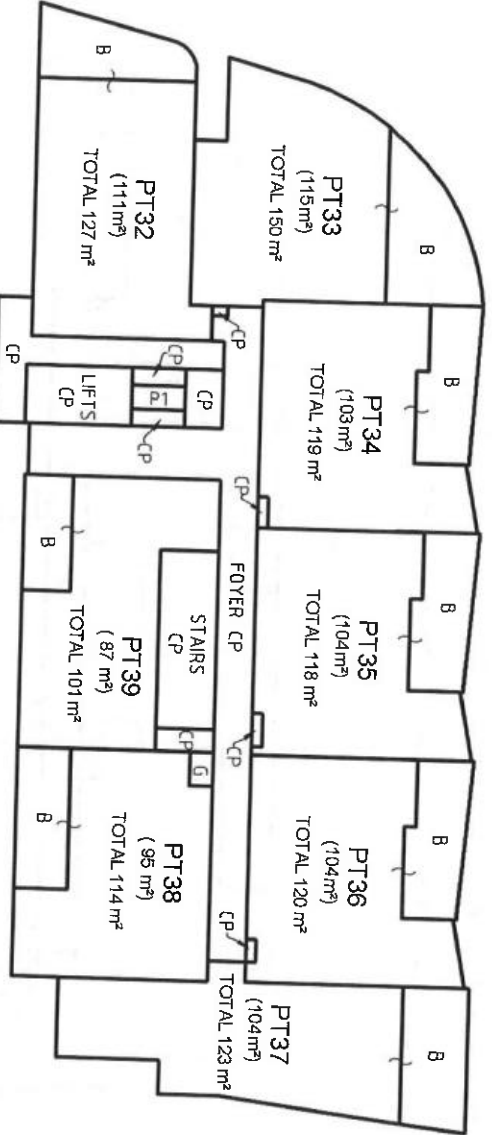 B
PT33
(115m²)
TOTAL 150 m²
B
PT34
(103m²)
TOTAL 119 m²
B
PT35
(104m²)
TOTAL 118 m²
B
PT36
(104m²)
TOTAL 120 m²
B
PT37
(104m²)
TOTAL 123 m²
B
PT32
(111m²)
TOTAL 127 m²
CP
CP
CP
CP
FOYER CP
CP
P1
CP
CP
LIFTS
CP
CP
STAIRS
CP
CP
G
PT39
( 87 m²)
TOTAL 101 m²
B
PT38
( 95 m²)
TOTAL 114 m²
B